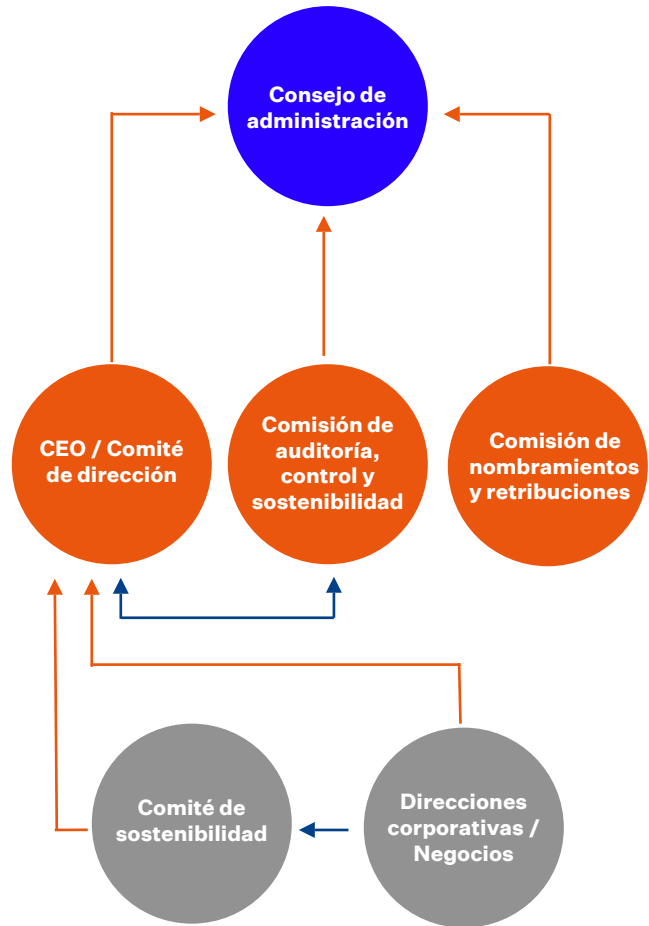 Consejo de
administración
CEO / Comité
de dirección
Comisión de
auditoría,
control y
sostenibilidad
Comisión de
nombramientos
y retribuciones
Comité de
sostenibilidad
Direcciones
corporativas /
Negocios